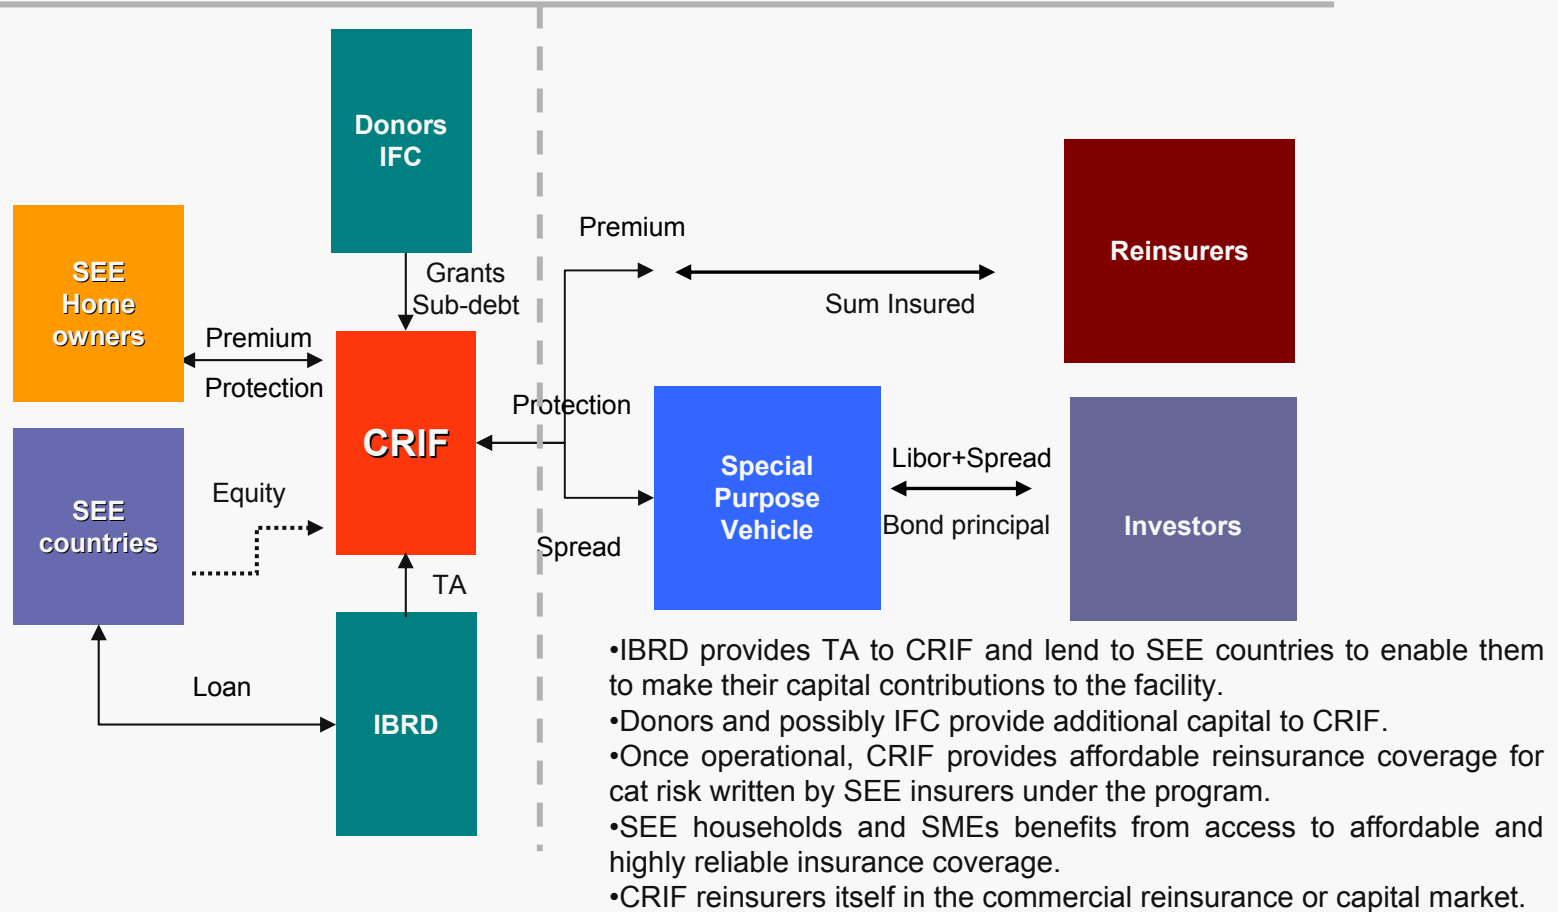 Donors
IFC
Premium
Reinsurers
SEE
Home
owners
Grants
Sub-debt
Sum Insured
Premium
Protection
Protection
CRIF
Special
Purpose
Vehicle
Libor+Spread
Bond principal
Investors
SEE
countries
Equity
Spread
TA
Loan
IBRD
•IBRD provides TA to CRIF and lend to SEE countries to enable them
to make their capital contributions to the facility.
•Donors and possibly IFC provide additional capital to CRIF.
•Once operational, CRIF provides affordable reinsurance coverage for
cat risk written by SEE insurers under the program.
•SEE households and SMEs benefits from access to affordable and
highly reliable insurance coverage.
•CRIF reinsurers itself in the commercial reinsurance or capital market.